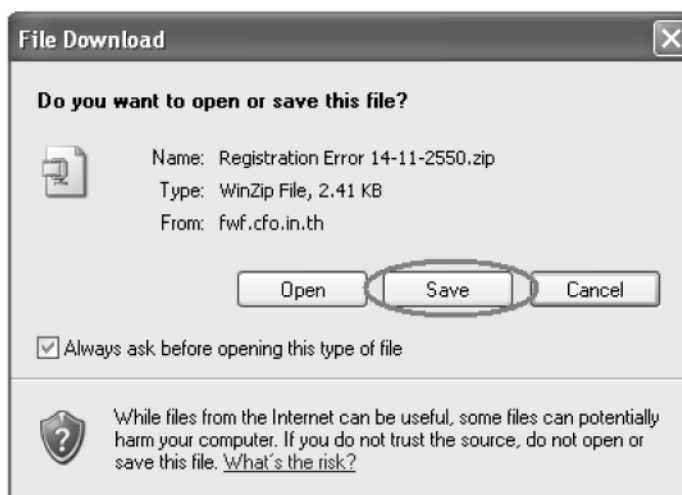 File Download
Do you want to open or save this file?
Name: Registration Error 14-11-2550.zip
Type: WinZip File, 2.41 KB
From: fwf.cfo.in.th
Open Save Cancel
Always ask before opening this type of file
While files from the Internet can be useful, some files can potentially
harm your computer. If you do not trust the source, do not open or
save this file. What's the risk?